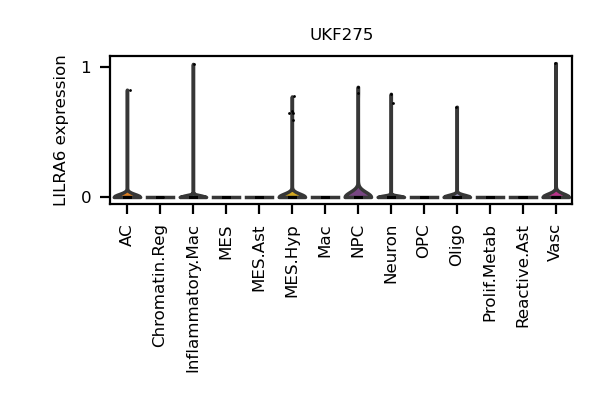 UKF275
LILRA6 expression
1
0
AC
Chromatin.Reg
Inflammatory.Mac
MES
MES.Ast
MES.Hyp
Mac
NPC
Neuron
OPC
Oligo
Prolif.Metab
Reactive.Ast
Vasc